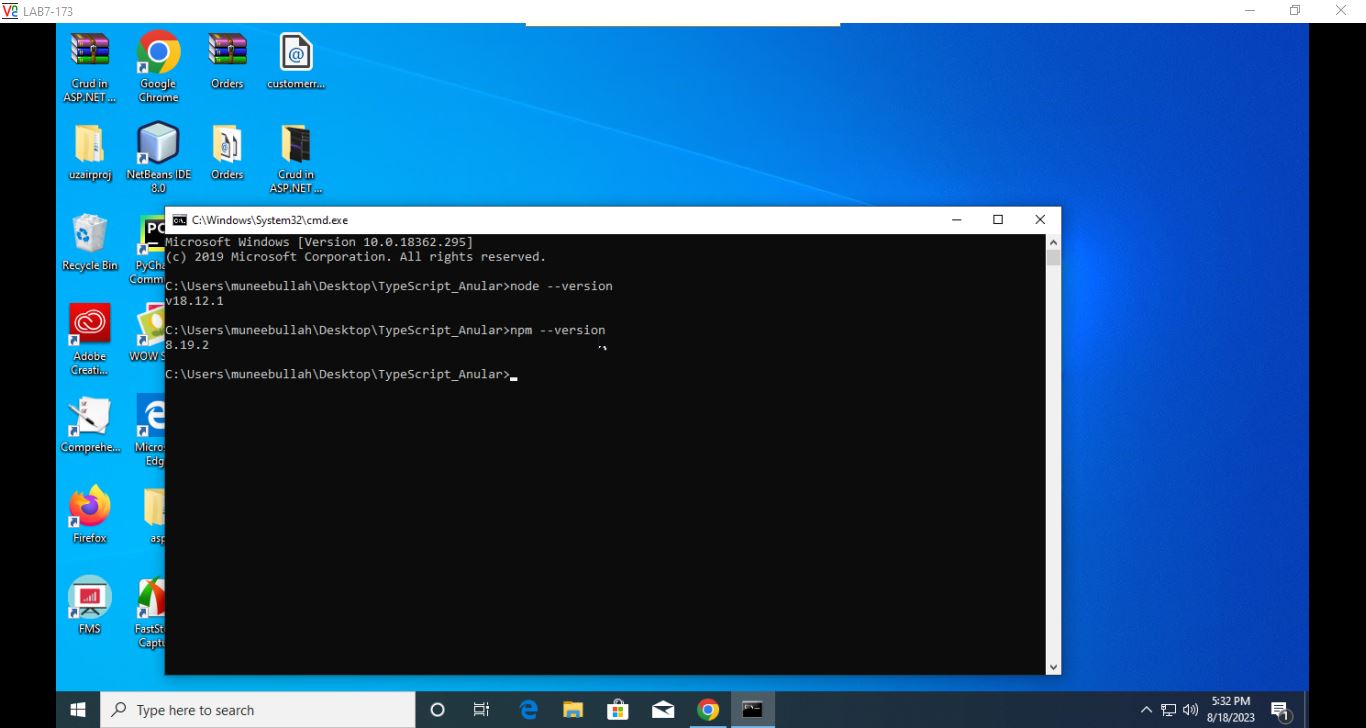 LAB7-173
Crud in
ASP.NET ...
Google
Chrome
Orders
customerr...
uzairproj
NetBeans IDE
8.0
Orders
Crud in
ASP.NET ...
Recycle Bin
PyCha
Comm
Adobe
Creati...
WOW S
Comprehe...
Micros
Edg
Firefox
asp
FMS
FastSto
Captu
C:\Windows\System32\cmd.exe
Microsoft Windows [Version 10.0.18362.295]
(c) 2019 Microsoft Corporation. All rights reserved.
C:\Users\muneebullah\Desktop\TypeScript_Anular>node --version
v18.12.1
C:\Users\muneebullah\Desktop\TypeScript_Anular>npm --version
8.19.2
C:\Users\muneebullah\Desktop\TypeScript_Anular>
Type here to search
5:32 PM
8/18/2023
1